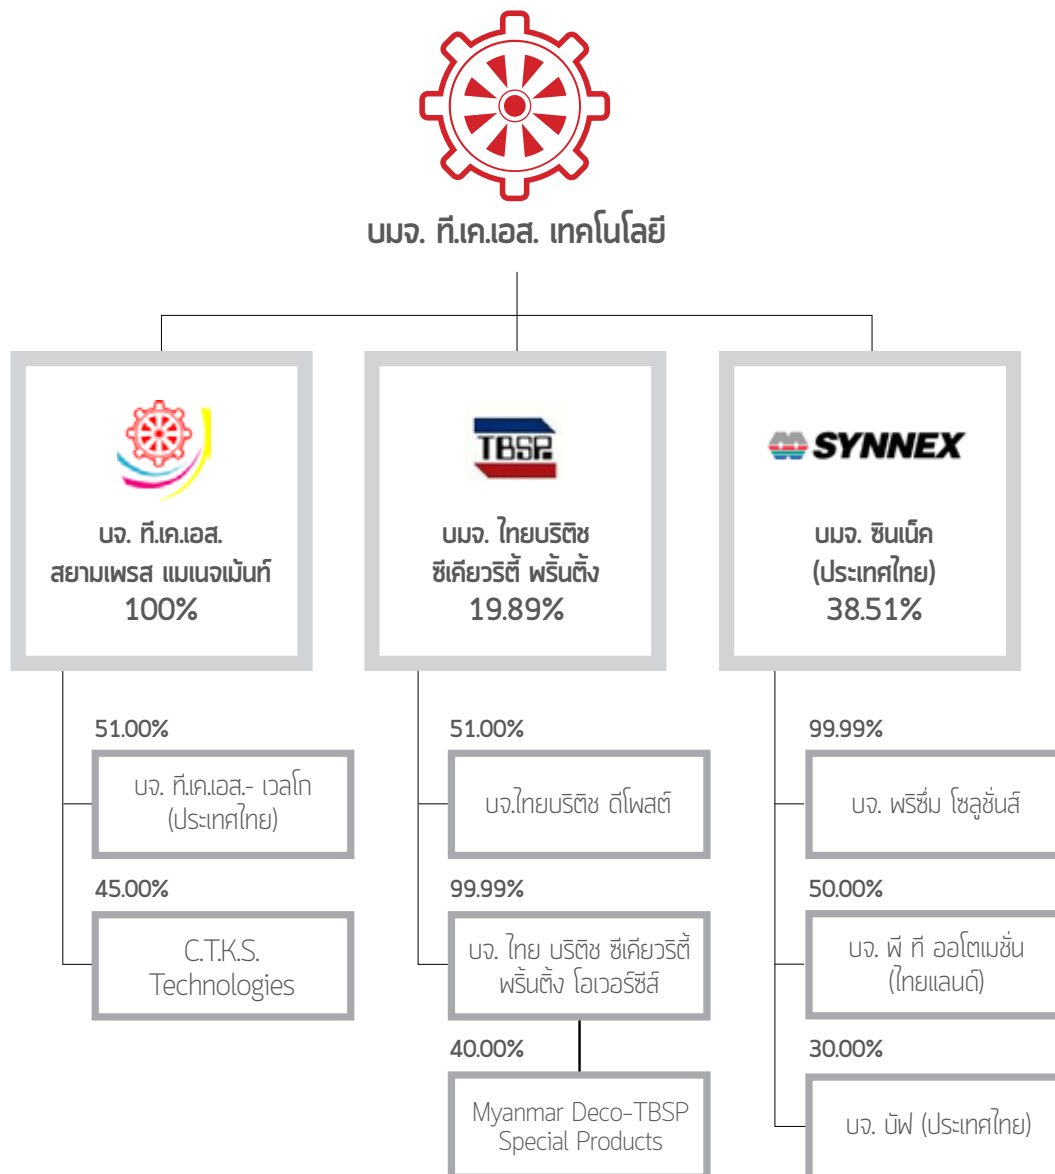 บมจ. ที.เค.เอส. เทคโนโลยี
บจ. ที.เค.เอส.
สยามเพรส แมเนจเม้นท์
100%
TBSP
บมจ. ไทยบริติช
ซีเคียวริตี้ พริ้นติ้ง
19.89%
SYNNEX
บมจ. ซินเน็ค
(ประเทศไทย)
38.51%
51.00%
บจ. ที.เค.เอส.- เวลโก
(ประเทศไทย)
45.00%
C.T.K.S.
Technologies
51.00%
บจ.ไทยบริติช ดีโพสต์
99.99%
บจ. ไทย บริติช ซีเคียวริตี้
พริ้นติ้ง โอเวอร์ซีส์
40.00%
Myanmar Deco-TBSP
Special Products
99.99%
บจ. พริซึ่ม โซลูชั่นส์
50.00%
บจ. พี ที ออโตเมชั่น
(ไทยแลนด์)
30.00%
บจ. บัฟ (ประเทศไทย)